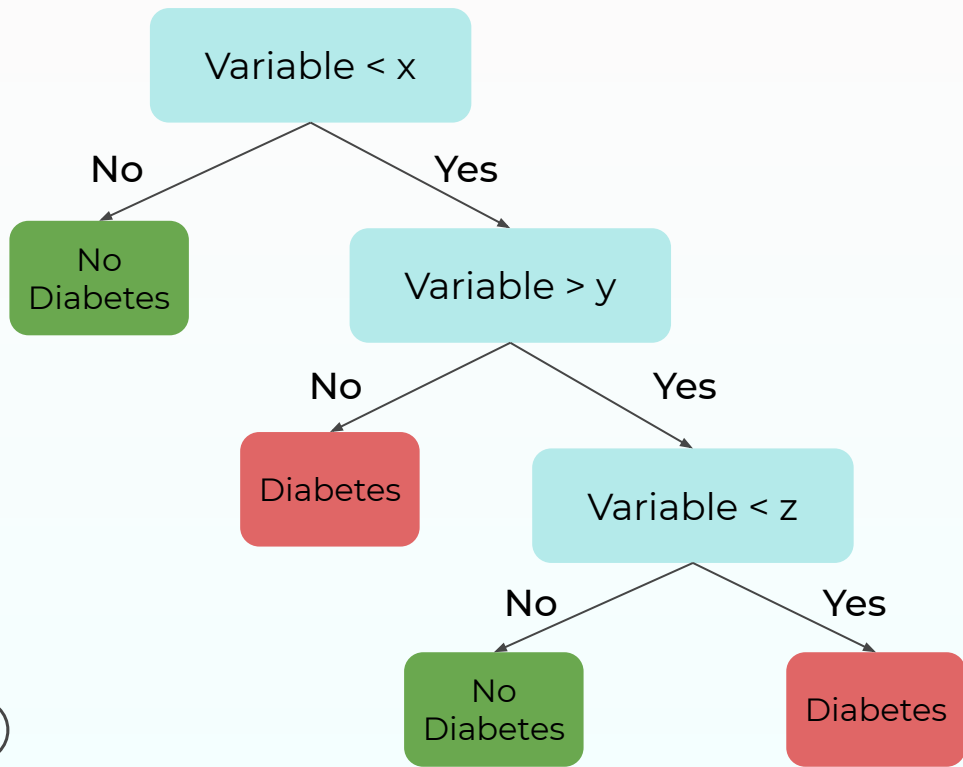 Variable < x
No
Yes
No
Diabetes
Variable > y
No
Yes
Diabetes
Variable < z
No
Yes
No
Diabetes
Diabetes